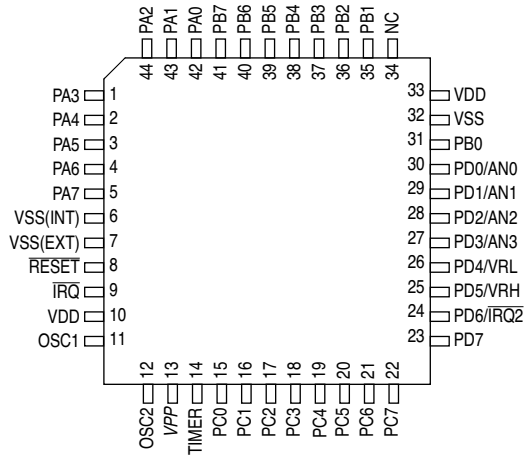 PA2 PA1 PA0 PB7 PB6 PB5 PB4 PB3 PB2 PB1 NC
44 43 42 41 40 39 38 37 36 35 34
PA3 1
PA4 2
PA5 3
PA6 4
PA7 5
VSS(INT) 6
VSS(EXT) 7
R̅E̅S̅E̅T̅ 8
I̅R̅Q̅ 9
VDD 10
OSC1 11
33 VDD
32 VSS
31 PB0
30 PD0/AN0
29 PD1/AN1
28 PD2/AN2
27 PD3/AN3
26 PD4/VRL
25 PD5/VRH
24 PD6/I̅R̅Q̅2̅
23 PD7
12 13 14 15 16 17 18 19 20 21 22
OSC2 VPP TIMER PC0 PC1 PC2 PC3 PC4 PC5 PC6 PC7